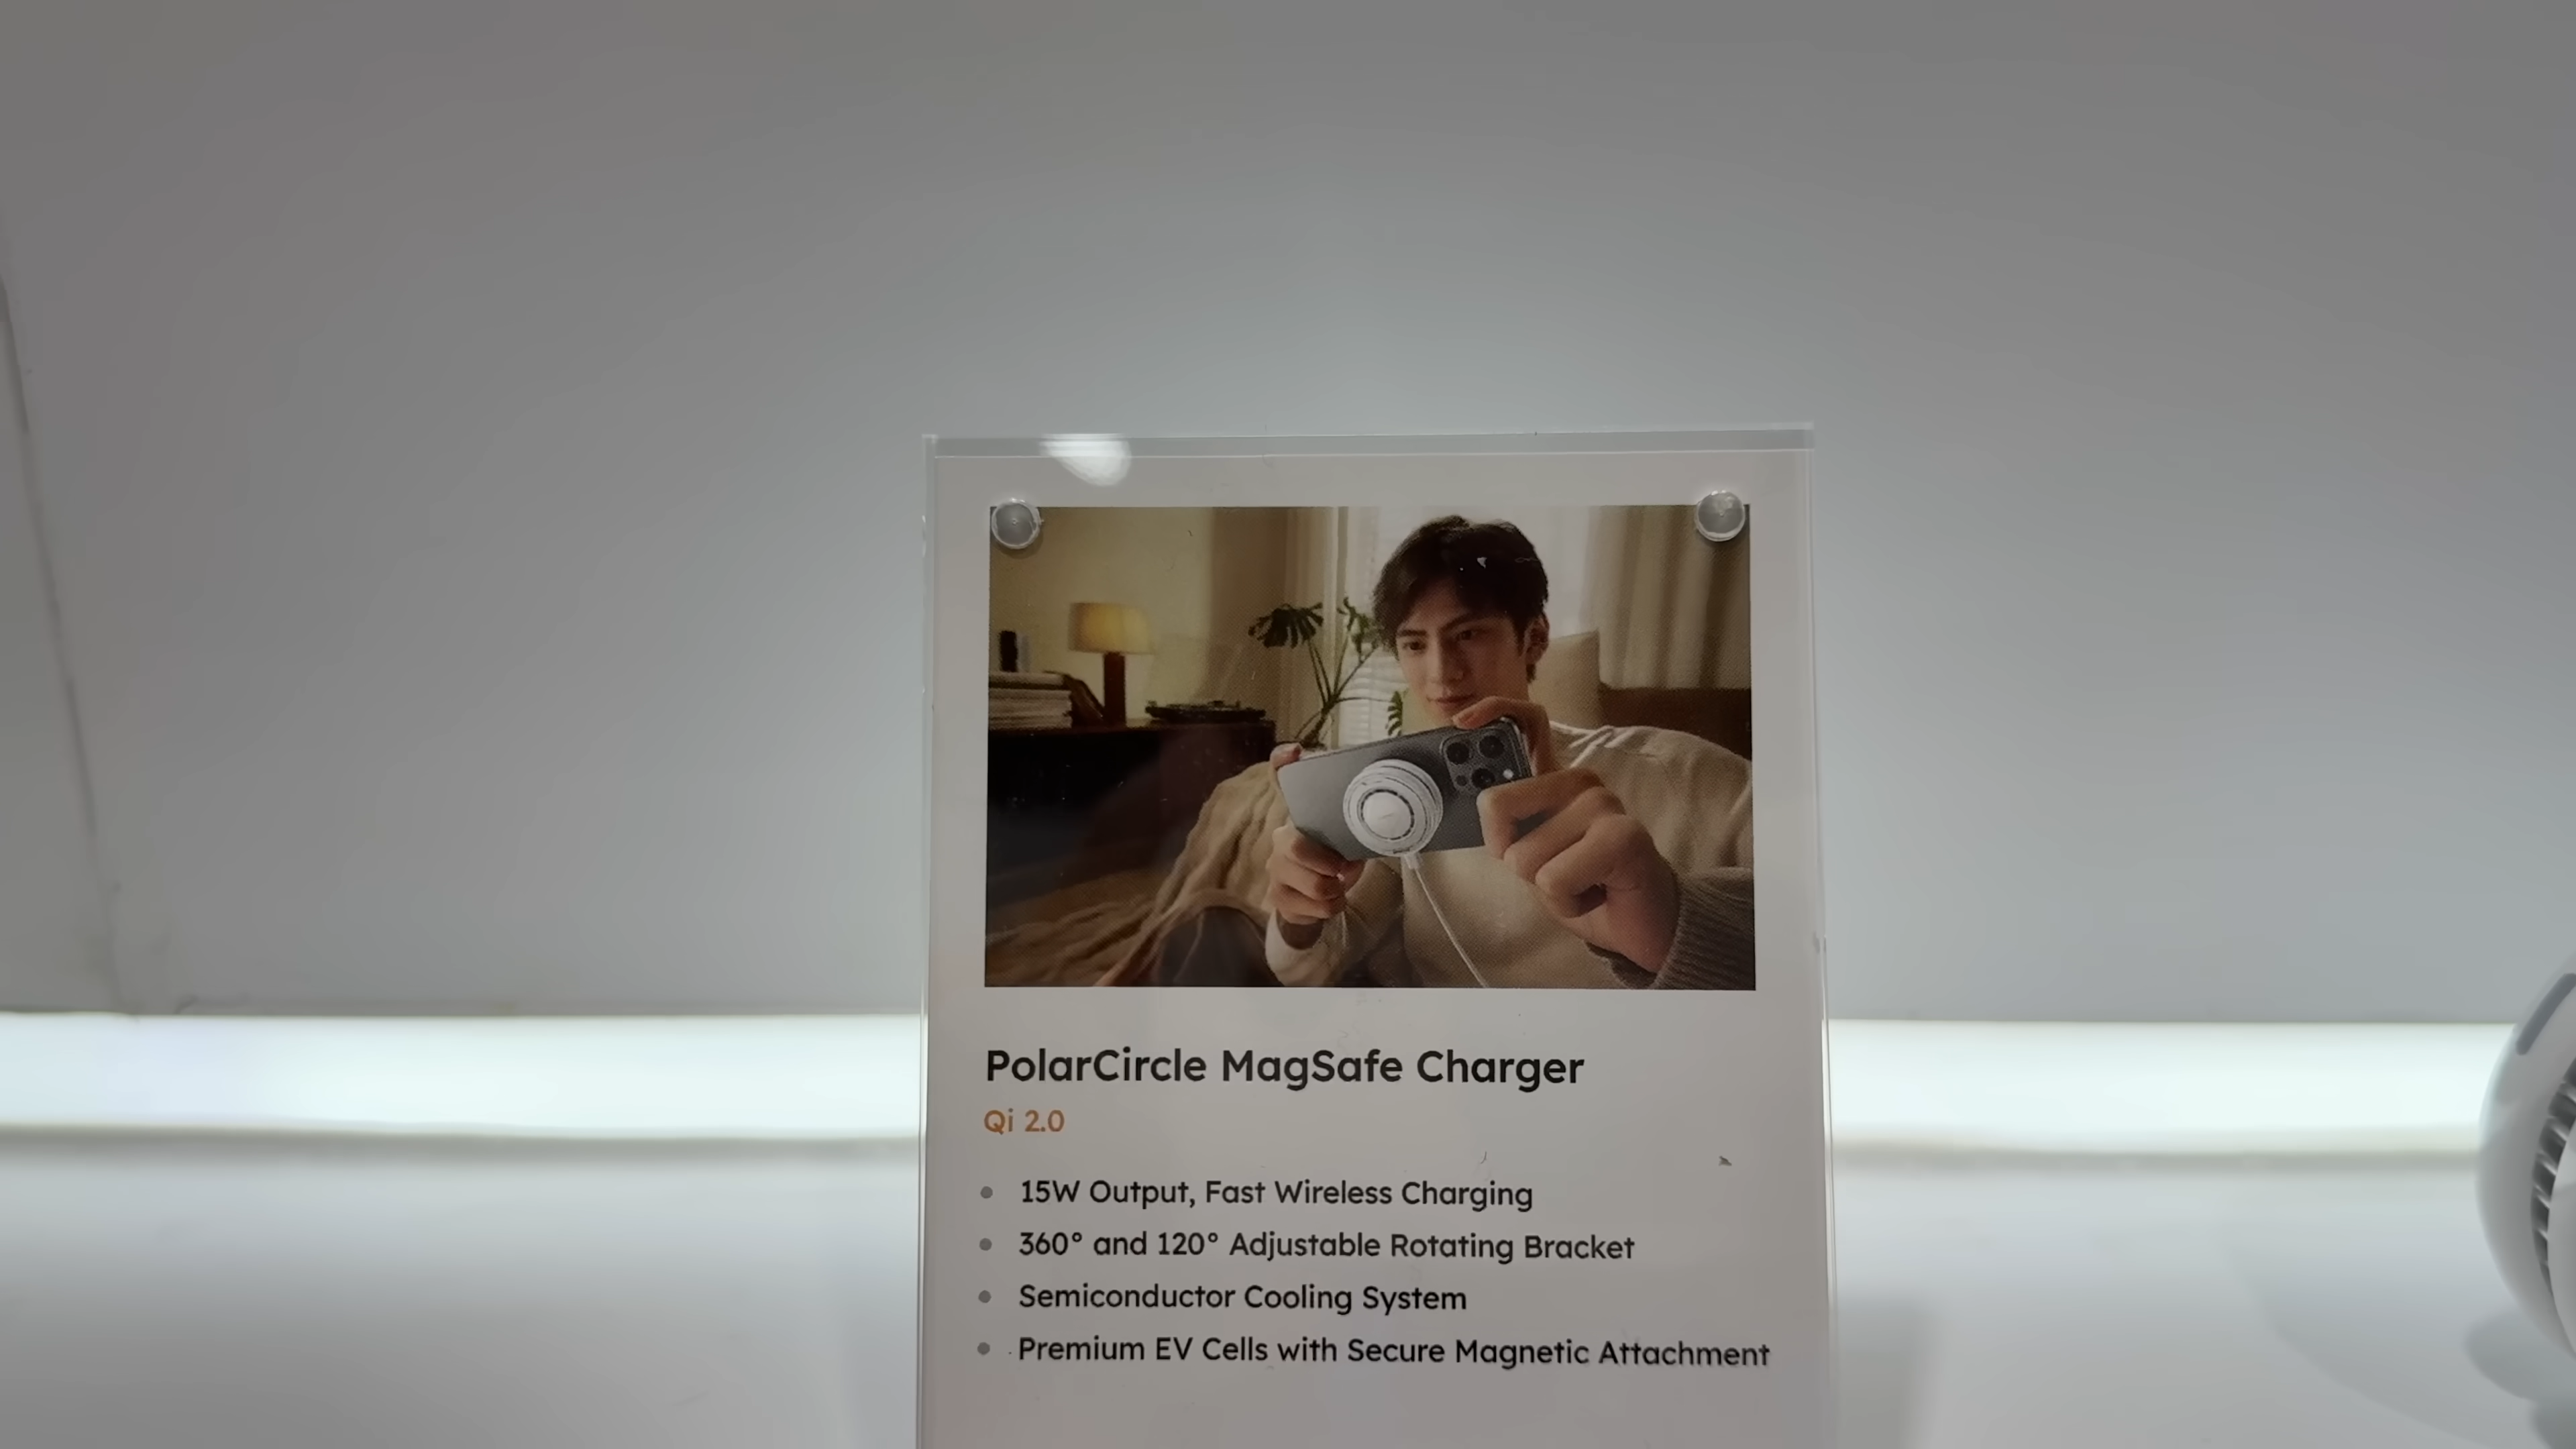 PolarCircle MagSafe Charger
Qi 2.0
15W Output, Fast Wireless Charging
360° and 120° Adjustable Rotating Bracket
Semiconductor Cooling System
Premium EV Cells with Secure Magnetic Attachment